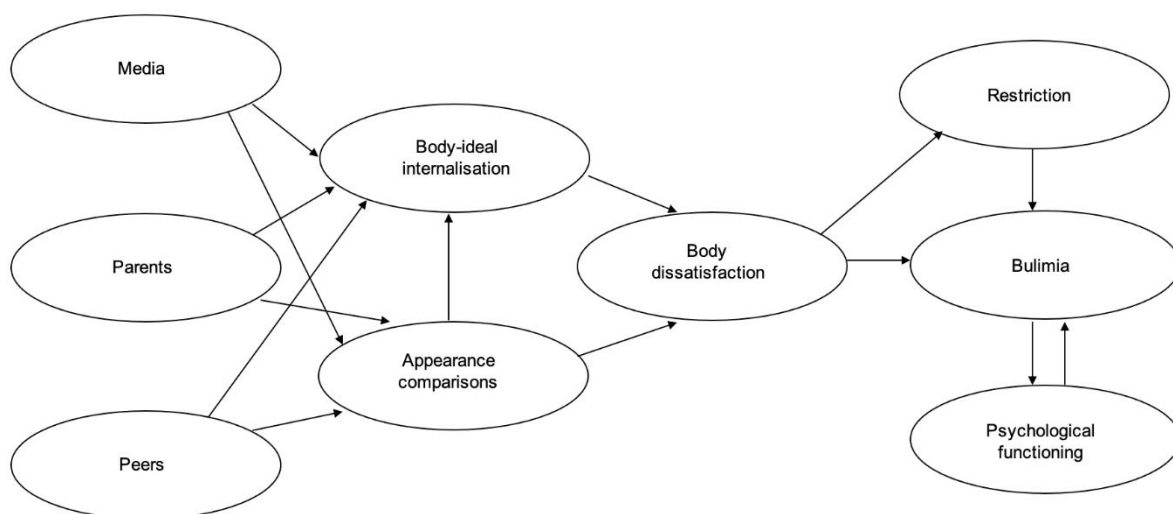 Media
Parents
Peers
Body-ideal
internalisation
Appearance
comparisons
Body
dissatisfaction
Restriction
Bulimia
Psychological
functioning